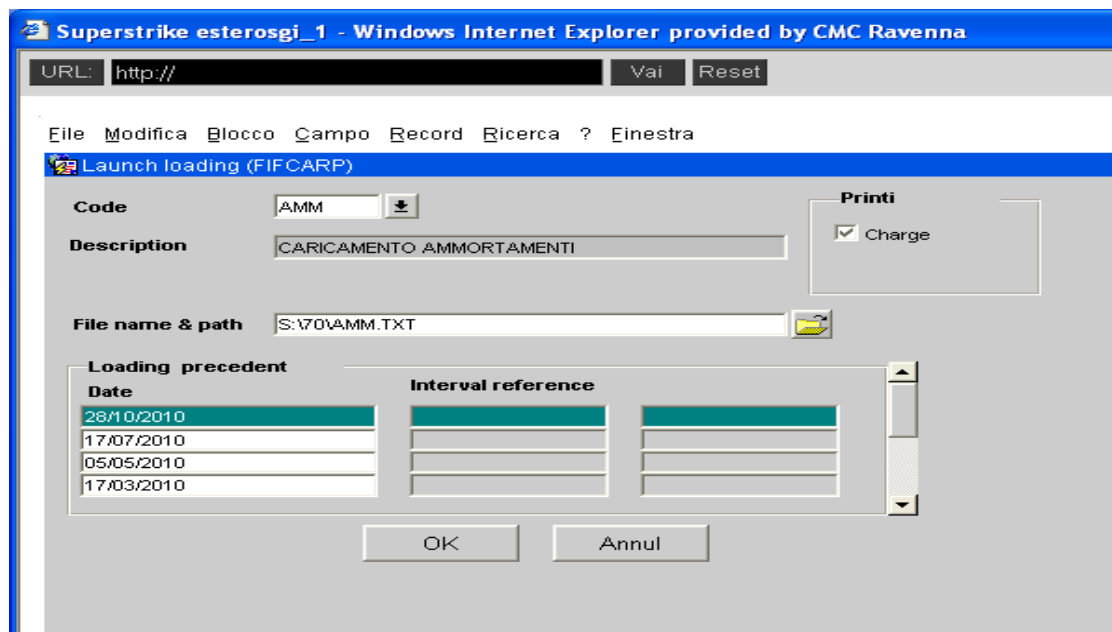 Superstrike esterosgi_1 - Windows Internet Explorer provided by CMC Ravenna
URL: http:// Vai Reset
File Modifica Blocco Campo Record Ricerca ? Finestra
Launch loading (FIFCARP)
Code AMM
Printi
Charge
Description CARICAMENTO AMMORTAMENTI
File name & path S:\70\AMM.TXT
Loading precedent
Date Interval reference
28/10/2010
17/07/2010
05/05/2010
17/03/2010
OK Annul